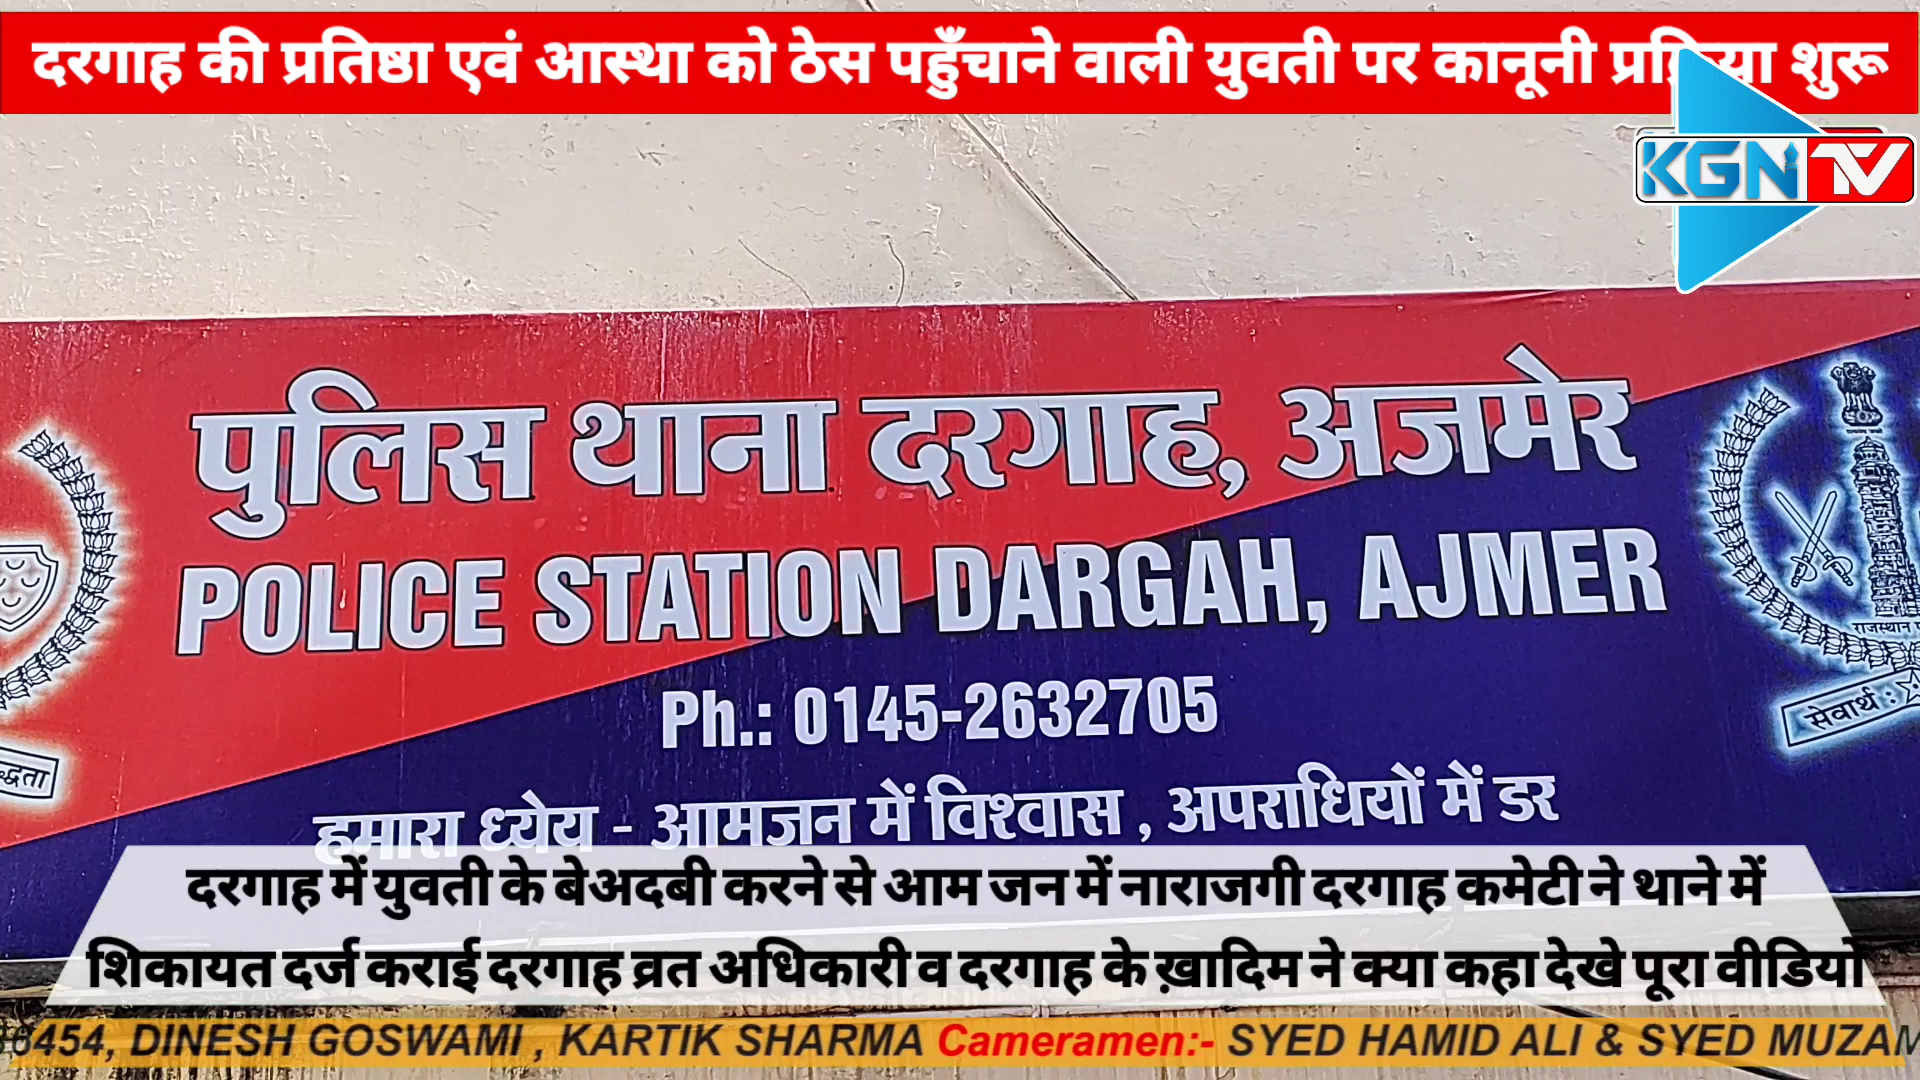 दरगाह की प्रतिष्ठा एवं आस्था को ठेस पहुँचाने वाली युवती पर कानूनी प्रक्रिया शुरू
KGN TV
पुलिस थाना दरगाह, अजमेर
POLICE STATION DARGAH, AJMER
Ph.: 0145-2632705
हमारा ध्येय - आमजन में विश्वास , अपराधियों में डर
सेवार्थ :
दरगाह में युवती के बेअदबी करने से आम जन में नाराजगी दरगाह कमेटी ने थाने में
शिकायत दर्ज कराई दरगाह व्रत अधिकारी व दरगाह के ख़ादिम ने क्या कहा देखे पूरा वीडियो
6454, DINESH GOSWAMI , KARTIK SHARMA Cameramen:- SYED HAMID ALI & SYED MUZAM